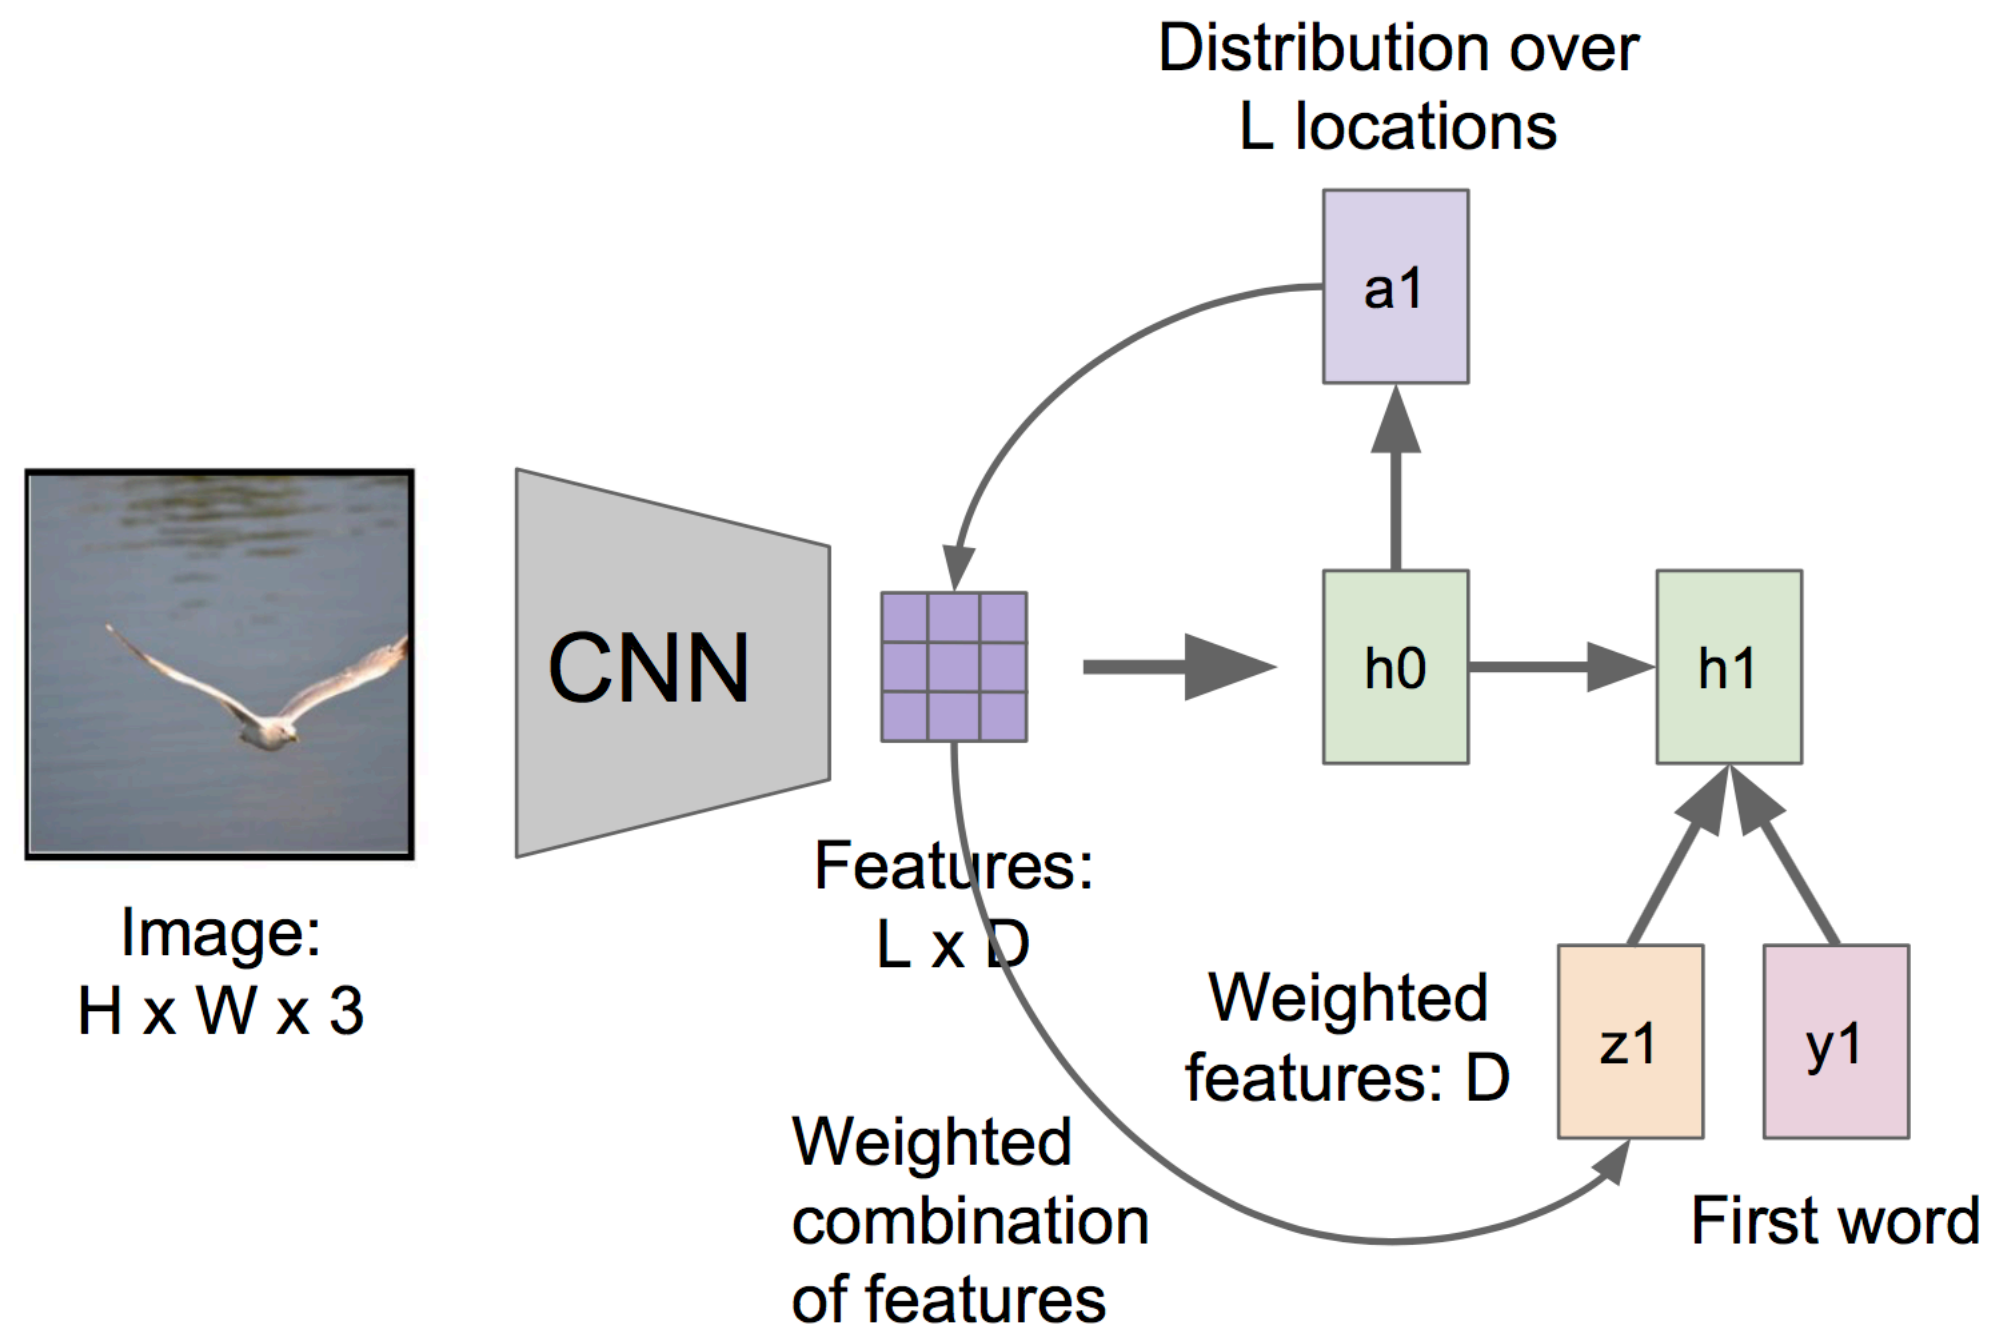 Distribution over
L locations
a1
CNN
h0
h1
Features:
L x D
Image:
H x W x 3
Weighted
features: D
z1
y1
Weighted
combination
of features
First word